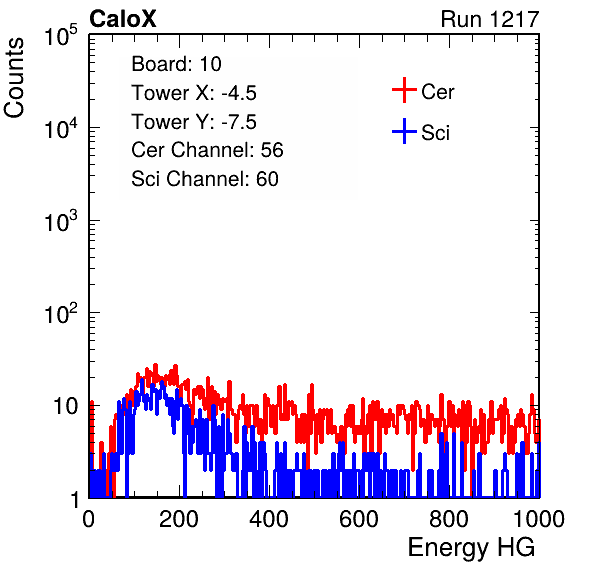 CaloX Run 1217
Counts
10^5
10^4
10^3
10^2
10
1
Board: 10
Tower X: -4.5
Tower Y: -7.5
Cer Channel: 56
Sci Channel: 60
Cer
Sci
0 200 400 600 800 1000
Energy HG